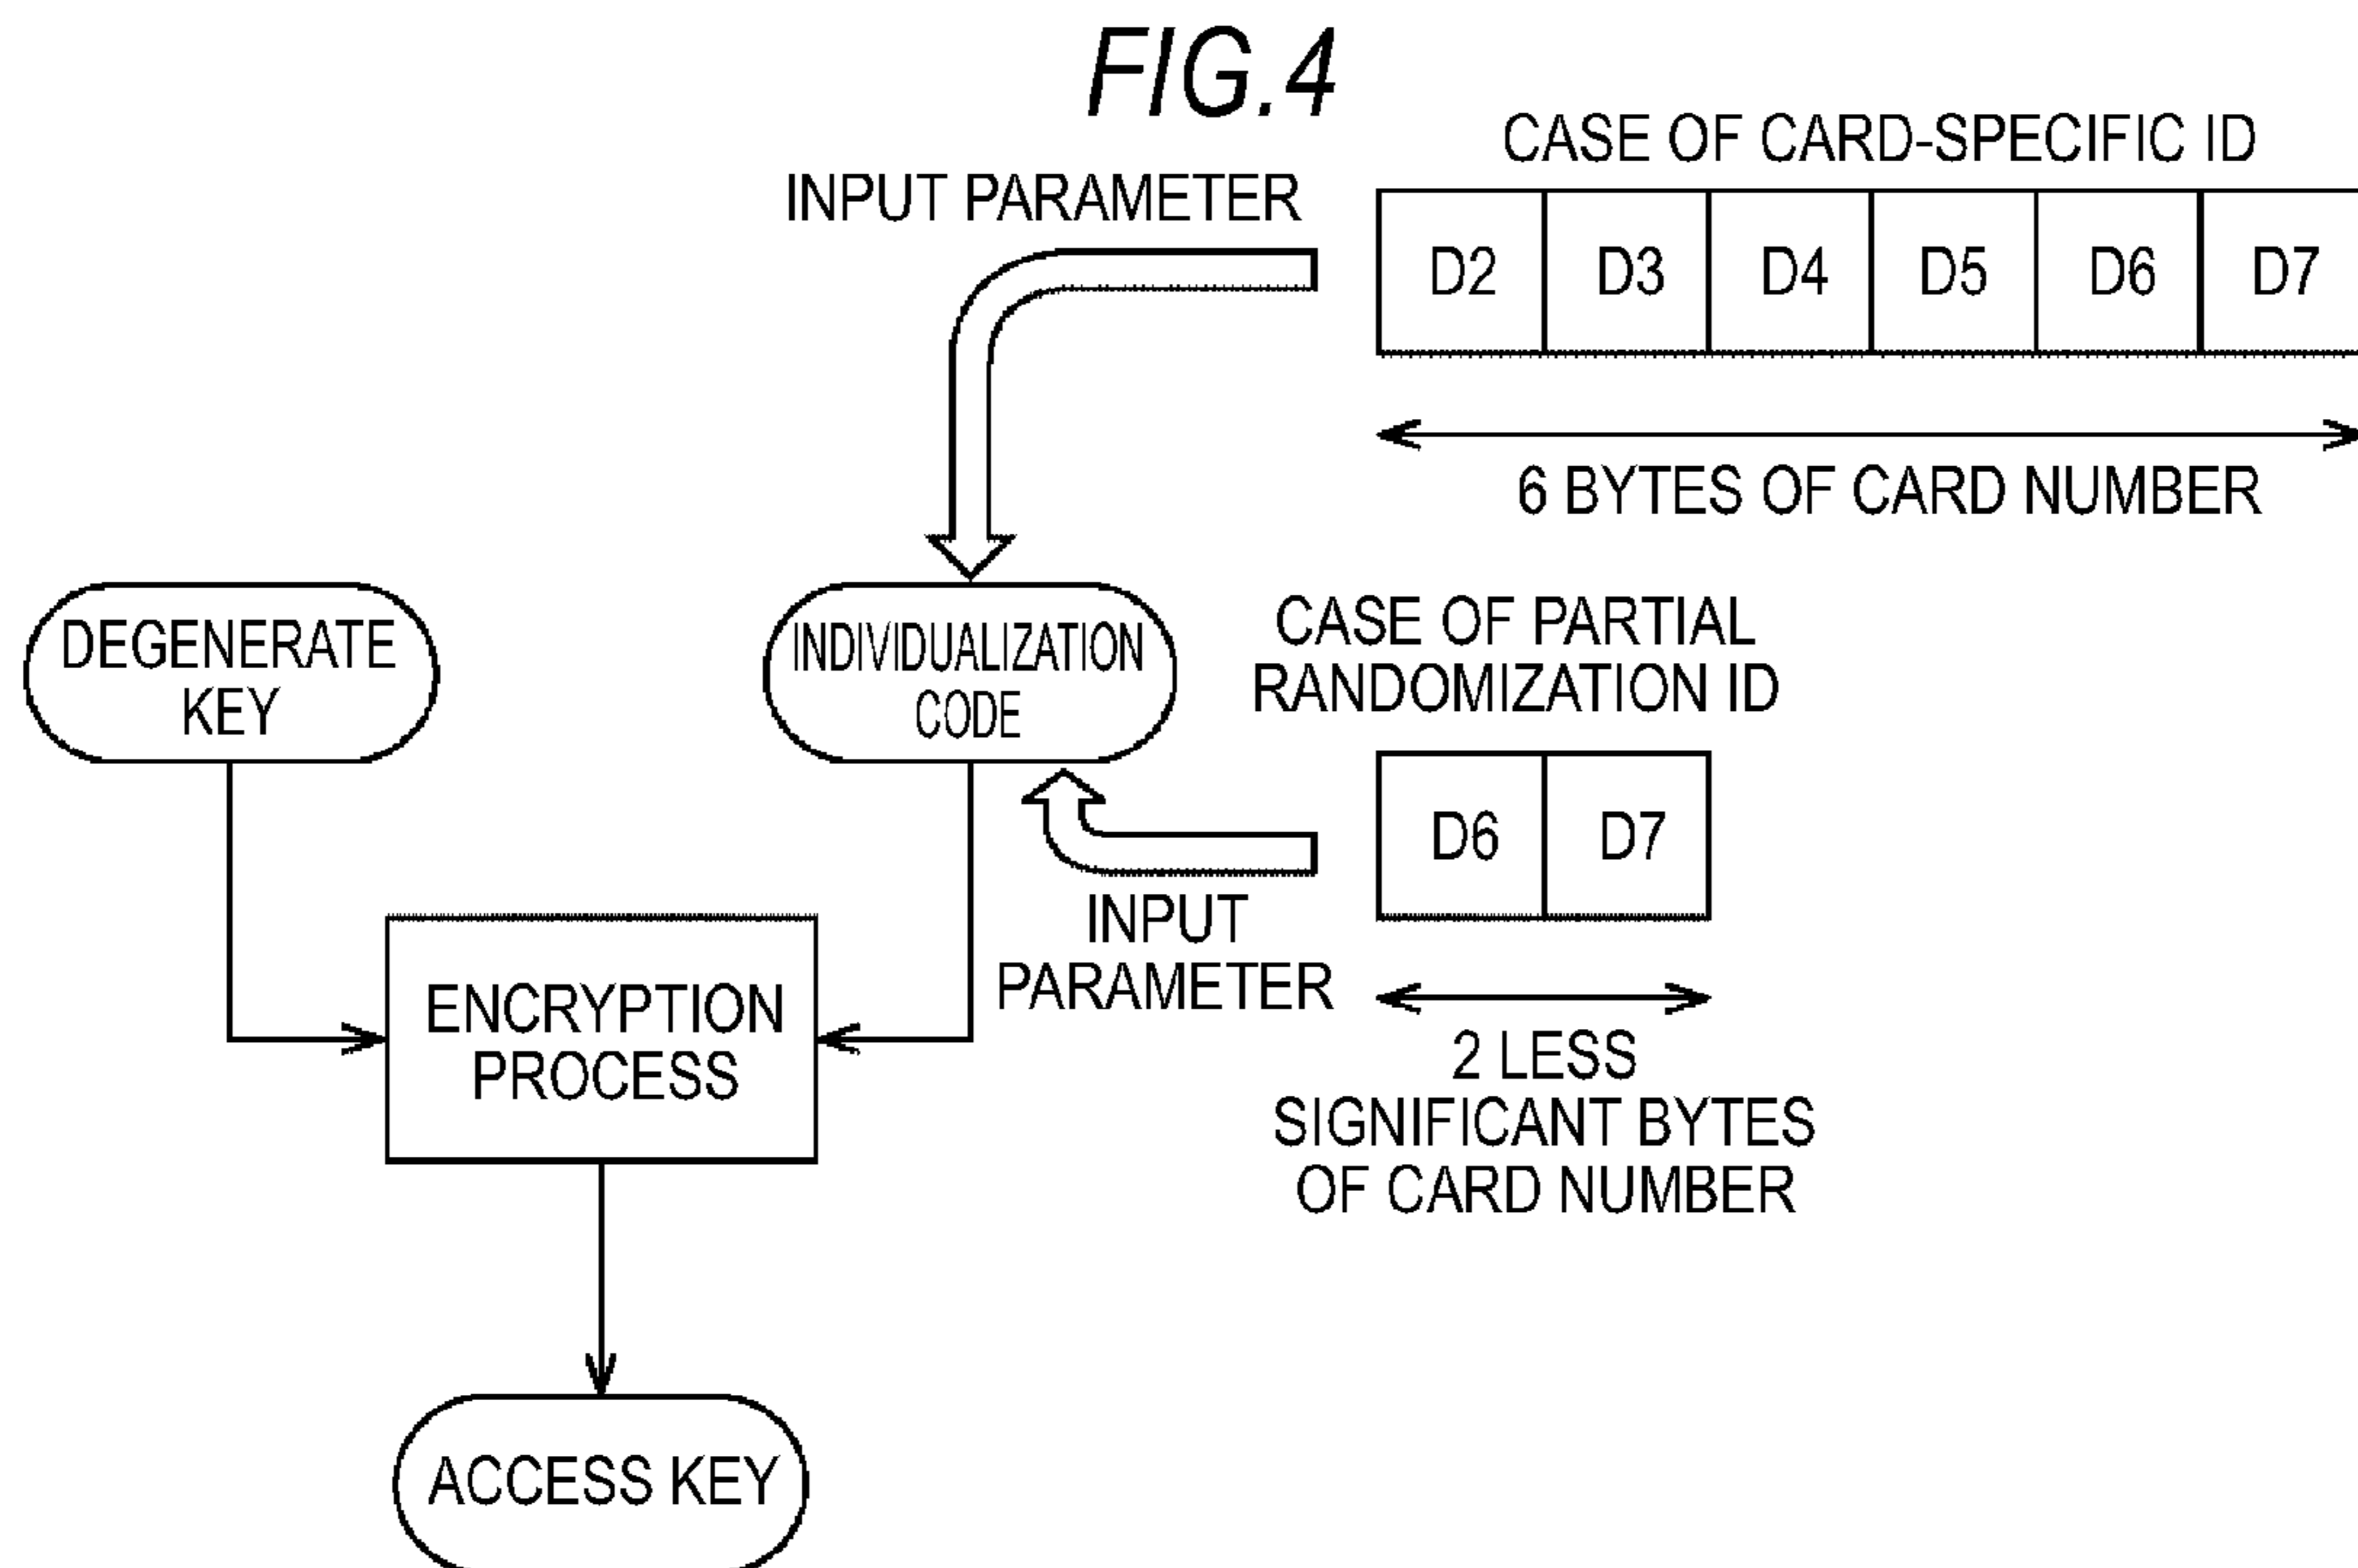 FIG.4
CASE OF CARD-SPECIFIC ID
INPUT PARAMETER
D2 D3 D4 D5 D6 D7
6 BYTES OF CARD NUMBER
DEGENERATE
KEY
INDIVIDUALIZATION
CODE
CASE OF PARTIAL
RANDOMIZATION ID
D6 D7
INPUT
PARAMETER
2 LESS
SIGNIFICANT BYTES
OF CARD NUMBER
ENCRYPTION
PROCESS
ACCESS KEY